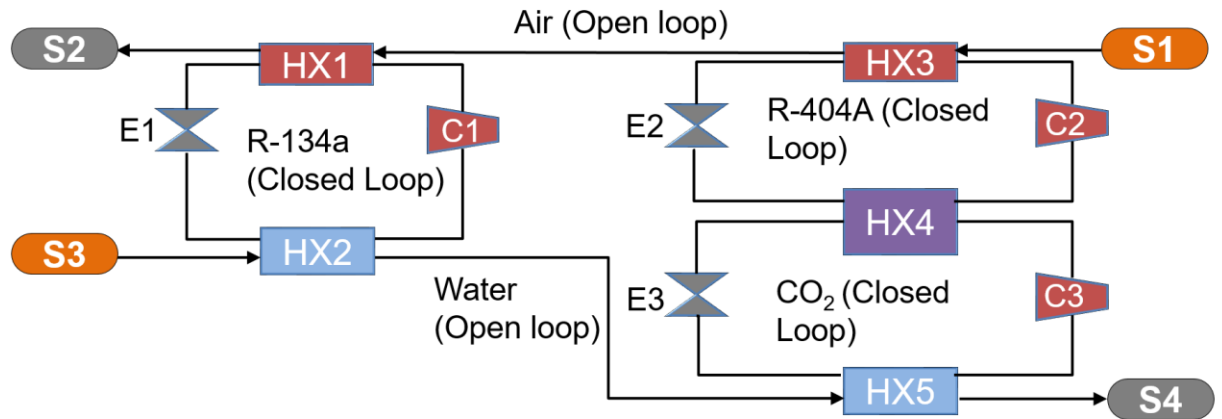 Air (Open loop)
S2
HX1
HX3
S1
E1
C1
R-134a
(Closed Loop)
E2
R-404A (Closed
Loop)
C2
S3
HX2
HX4
Water
(Open loop)
E3
CO₂ (Closed
Loop)
C3
HX5
S4